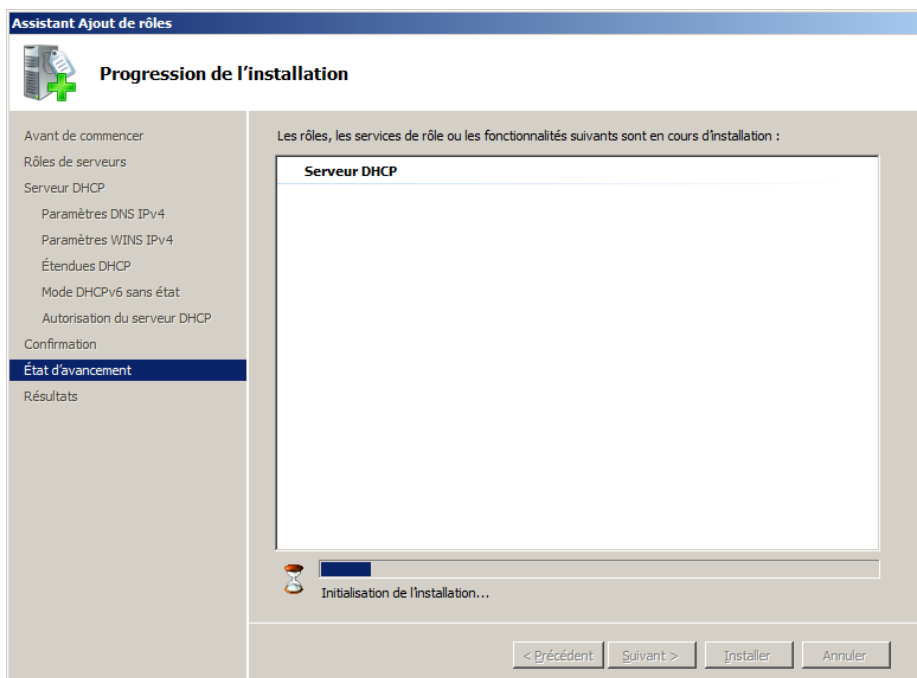 Assistant Ajout de rôles
Progression de l'installation
Avant de commencer
Rôles de serveurs
Serveur DHCP
Paramètres DNS IPv4
Paramètres WINS IPv4
Étendues DHCP
Mode DHCPv6 sans état
Autorisation du serveur DHCP
Confirmation
État d'avancement
Résultats
Les rôles, les services de rôle ou les fonctionnalités suivants sont en cours d'installation :
Serveur DHCP
Initialisation de l'installation...
< Précédent
Suivant >
Installer
Annuler